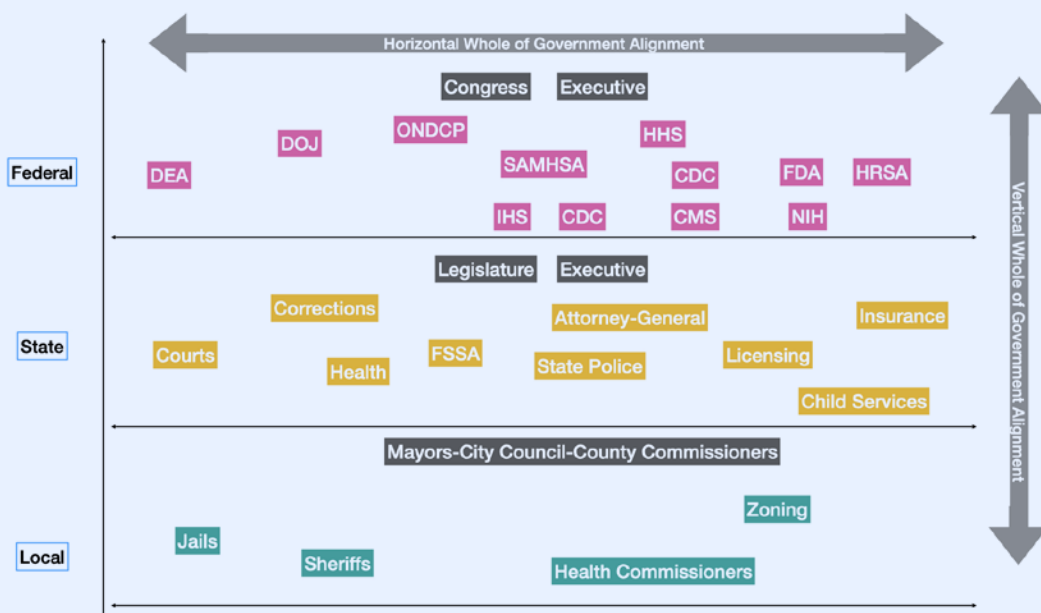 Horizontal Whole of Government Alignment
Congress Executive
ONDCP HHS
DOJ
SAMHSA
Federal DEA CDC FDA HRSA
IHS CDC CMS NIH
Vertical Whole of Government Alignment
Legislature Executive
Corrections Attorney-General Insurance
State Courts FSSA State Police Licensing
Health
Child Services
Mayors-City Council-County Commissioners
Zoning
Jails
Local Sheriffs Health Commissioners